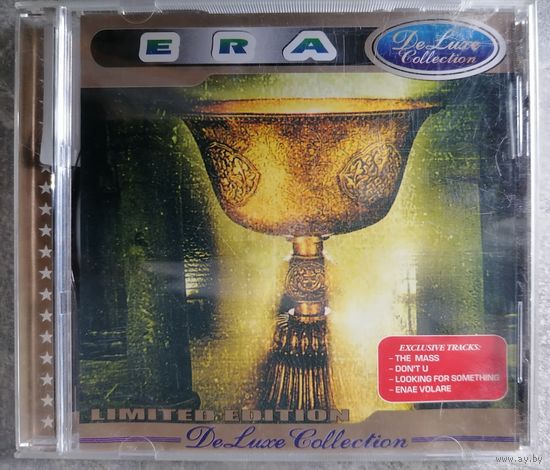 ERA
DeLuxe
Collection
EXCLUSIVE TRACKS:
- THE MASS
- DON'T U
- LOOKING FOR SOMETHING
- ENAE VOLARE
LIMITED EDITION
DeLuxe Collection
www.ay.by